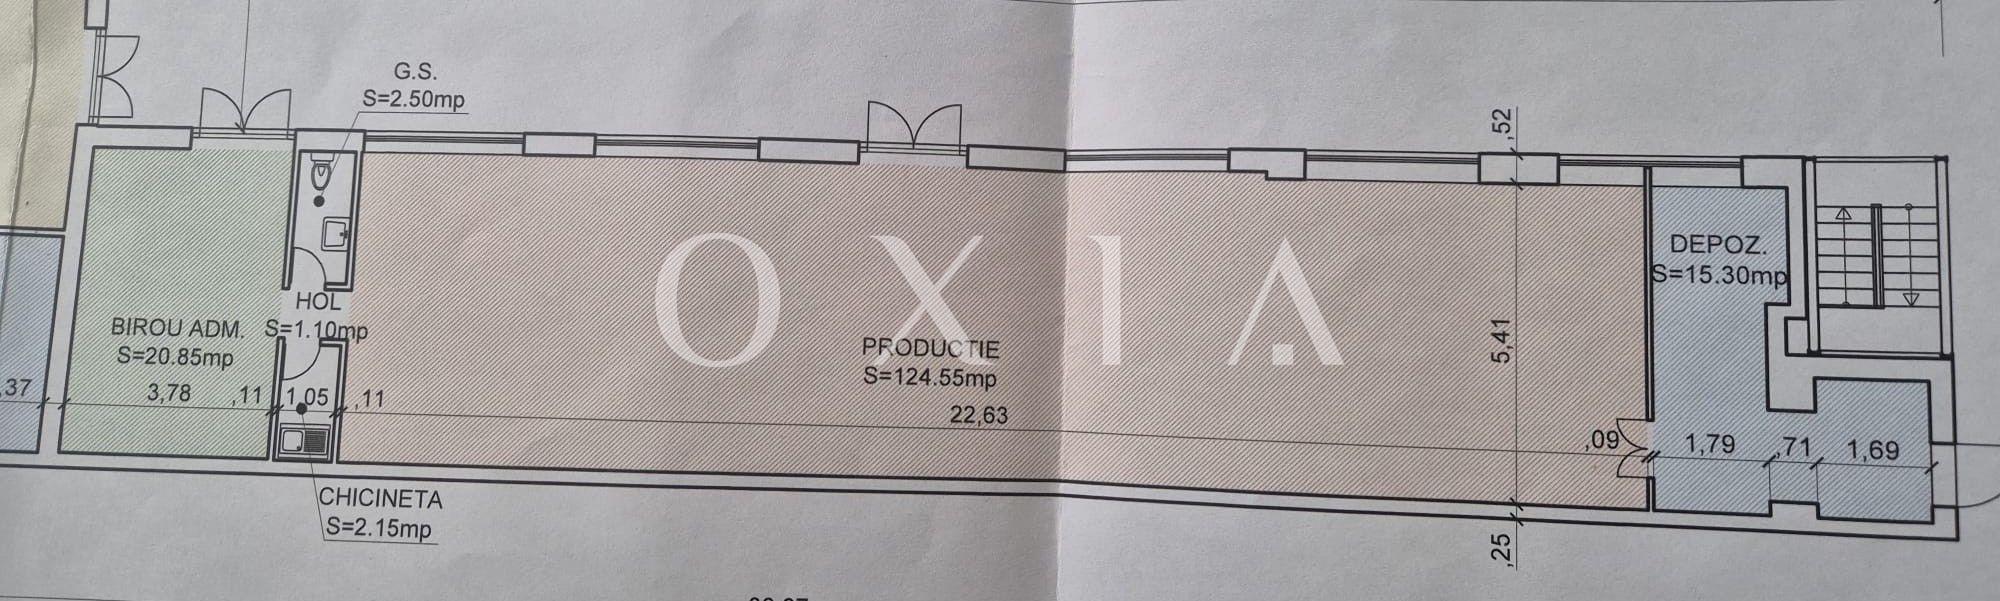 G.S.
S=2.50mp
,52
DEPOZ.
S=15.30mp
OXIA
HOL
S=1.10mp
BIROU ADM.
S=20.85mp
PRODUCTIE
S=124.55mp
5,41
,37
3,78
,11
1,05
,11
22,63
,09
1,79
,71
1,69
CHICINETA
S=2.15mp
,25